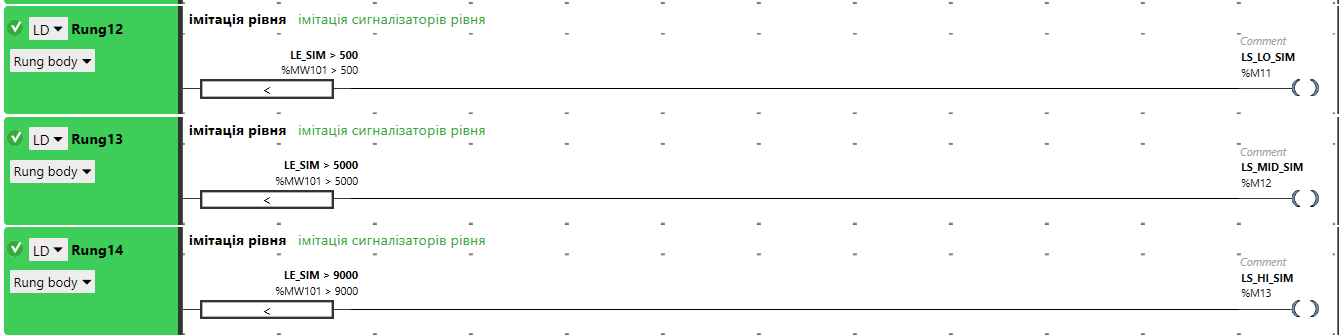 LD Rung12
Rung body
імітація рівня імітація сигналізаторів рівня
LE_SIM > 500
%MW101 > 500
<
Comment
LS_LO_SIM
%M11
LD Rung13
Rung body
імітація рівня імітація сигналізаторів рівня
LE_SIM > 5000
%MW101 > 5000
<
Comment
LS_MID_SIM
%M12
LD Rung14
Rung body
імітація рівня імітація сигналізаторів рівня
LE_SIM > 9000
%MW101 > 9000
<
Comment
LS_HI_SIM
%M13